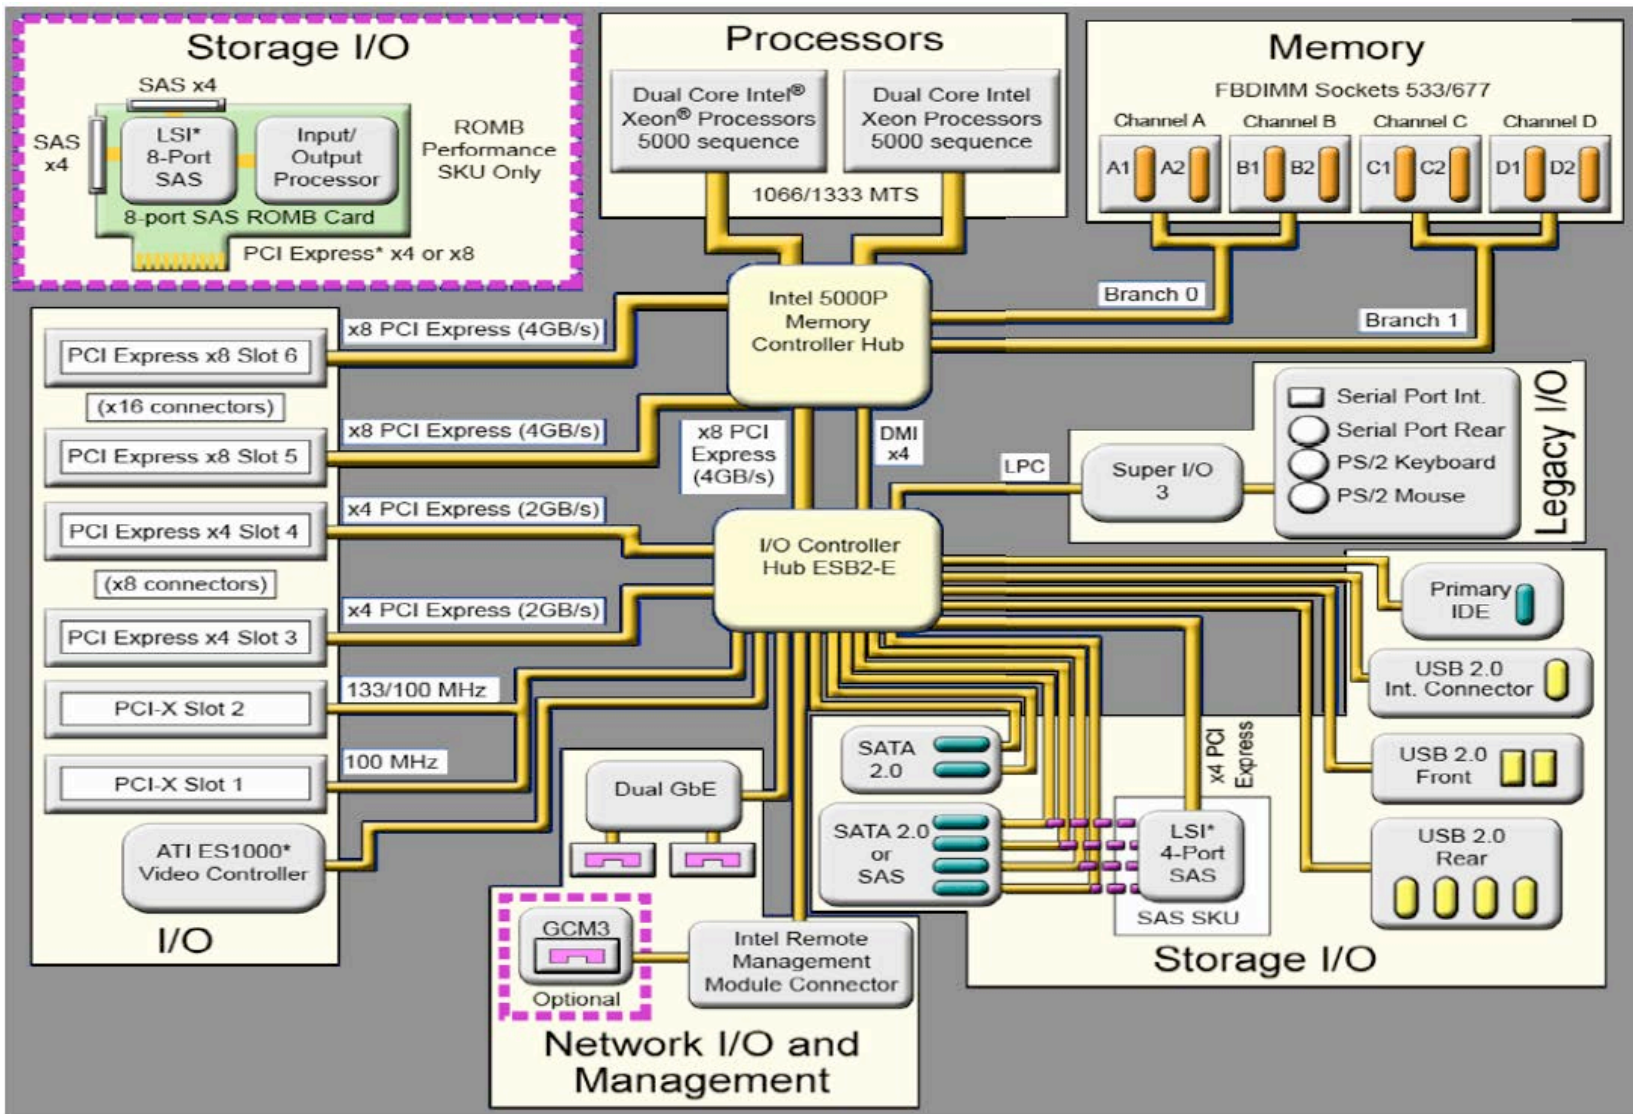 Storage I/O
SAS x4
SAS
x4
LSI*
8-Port
SAS
Input/
Output
Processor
ROMB
Performance
SKU Only
8-port SAS ROMB Card
PCI Express* x4 or x8
Processors
Dual Core Intel®
Xeon® Processors
5000 sequence
Dual Core Intel
Xeon Processors
5000 sequence
1066/1333 MTS
Memory
FBDIMM Sockets 533/677
Channel A
Channel B
Channel C
Channel D
A1
A2
B1
B2
C1
C2
D1
D2
Branch 0
Branch 1
Intel 5000P
Memory
Controller Hub
x8 PCI Express (4GB/s)
PCI Express x8 Slot 6
(x16 connectors)
x8 PCI Express (4GB/s)
PCI Express x8 Slot 5
x4 PCI Express (2GB/s)
PCI Express x4 Slot 4
(x8 connectors)
x4 PCI Express (2GB/s)
PCI Express x4 Slot 3
133/100 MHz
PCI-X Slot 2
100 MHz
PCI-X Slot 1
ATI ES1000*
Video Controller
I/O
x8 PCI
Express
(4GB/s)
DMI
x4
LPC
I/O Controller
Hub ESB2-E
Super I/O
3
Serial Port Int.
Serial Port Rear
PS/2 Keyboard
PS/2 Mouse
Legacy I/O
Primary
IDE
USB 2.0
Int. Connector
USB 2.0
Front
USB 2.0
Rear
SATA
2.0
SATA 2.0
or
SAS
x4 PCI
Express
LSI*
4-Port
SAS
SAS SKU
Storage I/O
Dual GbE
GCM3
Optional
Intel Remote
Management
Module Connector
Network I/O and
Management